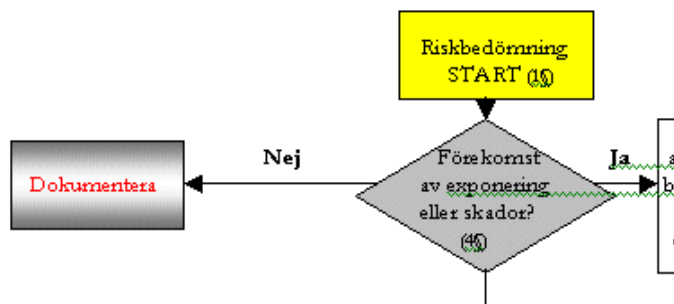 Riskbedömning
START (1§)
Nej
Förekomst
av exponering
eller skador?
(4§)
Ja
Dokumentera
a
b